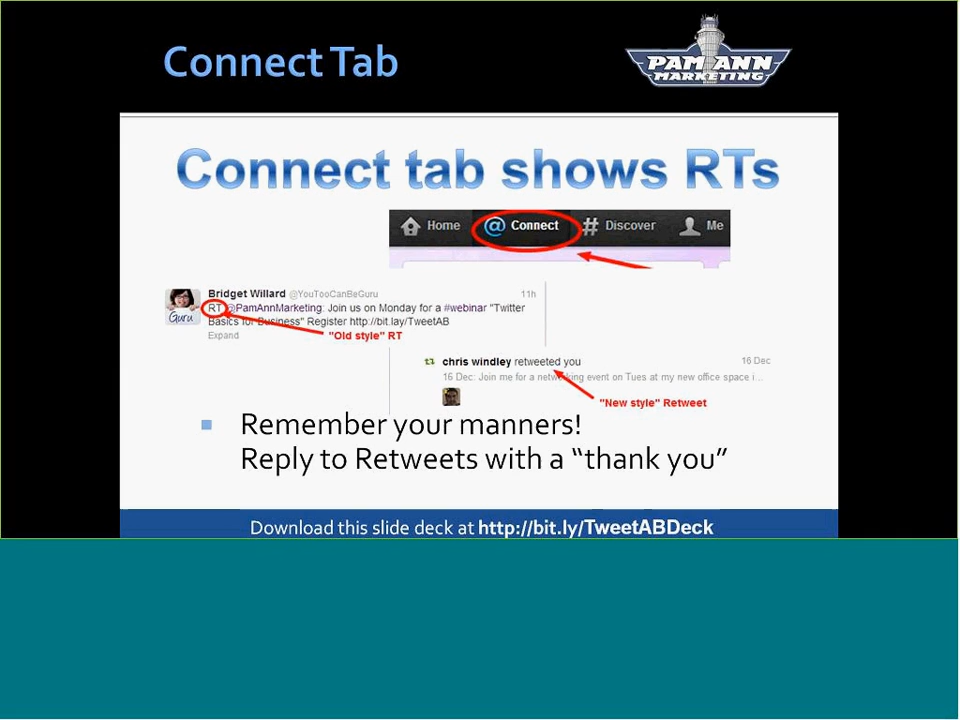 Connect Tab
PAM ANN
MARKETING
Connect tab shows RTs
Home @ Connect # Discover Me
Bridget Willard @YouTooCanBeGuru 11h
RT @PamAnnMarketing: Join us on Monday for a #webinar "Twitter
Basics for Business" Register http://bit.lay/TweetAB
Guru
Expand
"Old style" RT
chris windley retweeted you 16 Dec
16 Dec: Join me for a networking event on Tues at my new office space i...
"New style" Retweet
Remember your manners!
Reply to Retweets with a “thank you”
Download this slide deck at http://bit.ly/TweetABDeck